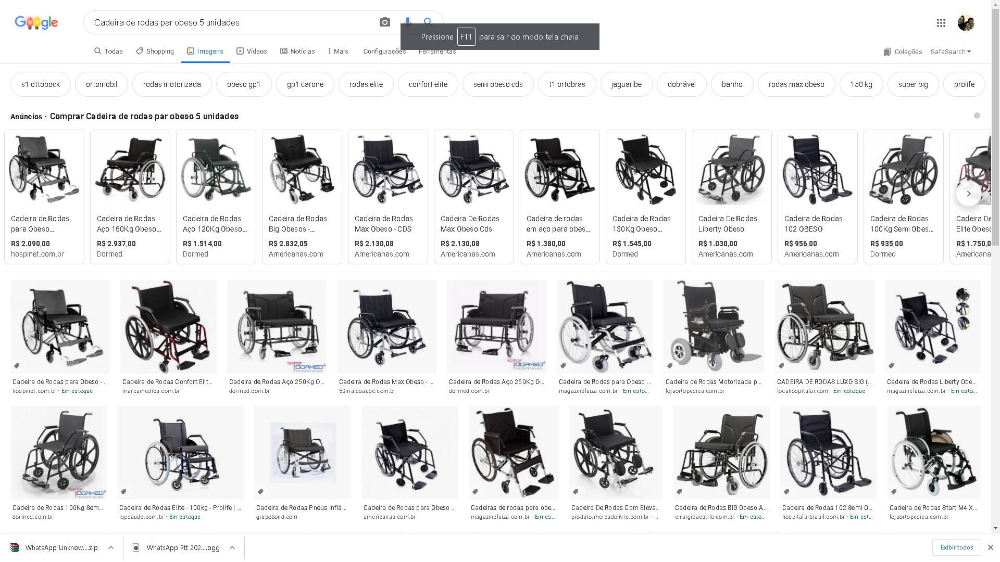 Google
Cadeira de rodas par obeso 5 unidades
Pressione F11 para sair do modo tela cheia
Todas Shopping Imagens Vídeos Notícias Mais Configurações Ferramentas Coleções SafeSearch
s1 ottobock ortomobil rodas motorizada obeso gp1 gp1 carone rodas elite confort elite semi obeso cds t1 ortobras jaguaribe dobrável banho rodas max obeso 150 kg super big prolife
Anúncios · Comprar Cadeira de rodas par obeso 5 unidades
Cadeira de Rodas
para Obeso...
R$ 2.090,00
hospinet.com.br
Cadeira de Rodas
Aço 160Kg Obeso...
R$ 2.937,00
Dormed
Cadeira de Rodas
Aço 120Kg Obeso...
R$ 1.514,00
Dormed
Cadeira de Rodas
Big Obesos -...
R$ 2.832,05
Americanas.com
Cadeira de Rodas
Max Obeso - CDS
R$ 2.130,08
Americanas.com
Cadeira De Rodas
Max Obeso Cds
R$ 2.130,08
Americanas.com
Cadeira de rodas
em aço para obes...
R$ 1.380,00
Americanas.com
Cadeira de Rodas
130Kg Obeso...
R$ 1.545,00
Dormed
Cadeira De Rodas
Liberty Obeso
R$ 1.030,00
Americanas.com
Cadeira de Rodas
102 OBESO
R$ 956,00
Americanas.com
Cadeira de Rodas
100Kg Semi Obes...
R$ 935,00
Dormed
Cadeira De
Elite Obeso
R$ 1.750,0
Americana
DORMED
HOSPITALAR
DORMED
HOSPITALAR
Cadeira de Rodas para Obeso - ...
hospinet.com.br · Em estoque
Cadeira de Rodas Confort Elit...
marcamedica.com.br
Cadeira de Rodas Aço 250Kg O...
dormed.com.br
Cadeira de Rodas Max Obeso - ...
50maissaude.com.br
Cadeira de Rodas Aço 250Kg O...
dormed.com.br
Cadeira de Rodas para Obeso ...
magazineluiza.com.br · Em esto...
Cadeira de Rodas Motorizada p...
lojaortopedica.com.br
CADEIRA DE RODAS LUXO BIG (...
locahospitalar.com · Em estoque
Cadeira de Rodas Liberty Obe...
magazineluiza.com.br · Em esto...
DORMED
HOSPITALAR
Cadeira de Rodas 100Kg Sem...
dormed.com.br
Cadeira de Rodas Elite - 100kg - Prolife | ...
ispsaude.com.br · Em estoque
Cadeira de Rodas Pneus Inflá...
grupobond.com
Cadeira de Rodas para Obeso ...
americanas.com.br
Cadeiras de rodas para obe...
magazineluiza.com.br · Em es...
Cadeira De Rodas Com Eleva...
produto.mercadolivre.com.br · ...
Cadeira de Rodas BIG Obeso A...
cirurgicaestilo.com.br · Em esto...
Cadeira de Rodas 102 Semi O...
hospitalarbrasil.com.br · Em est...
Cadeira de Rodas Start M4 X...
lojaortopedica.com.br
WhatsApp Unknow....zip
WhatsApp Ptt 202....ogg
Exibir todos